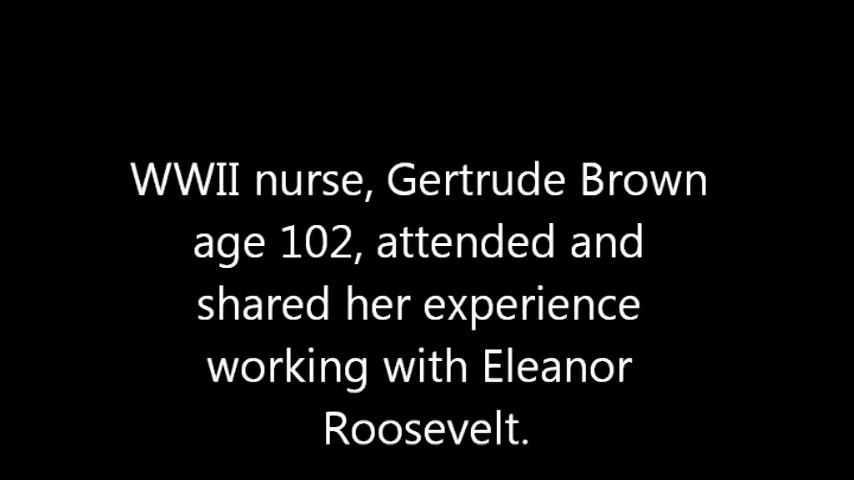 WWII nurse, Gertrude Brown
age 102, attended and
shared her experience
working with Eleanor
Roosevelt.